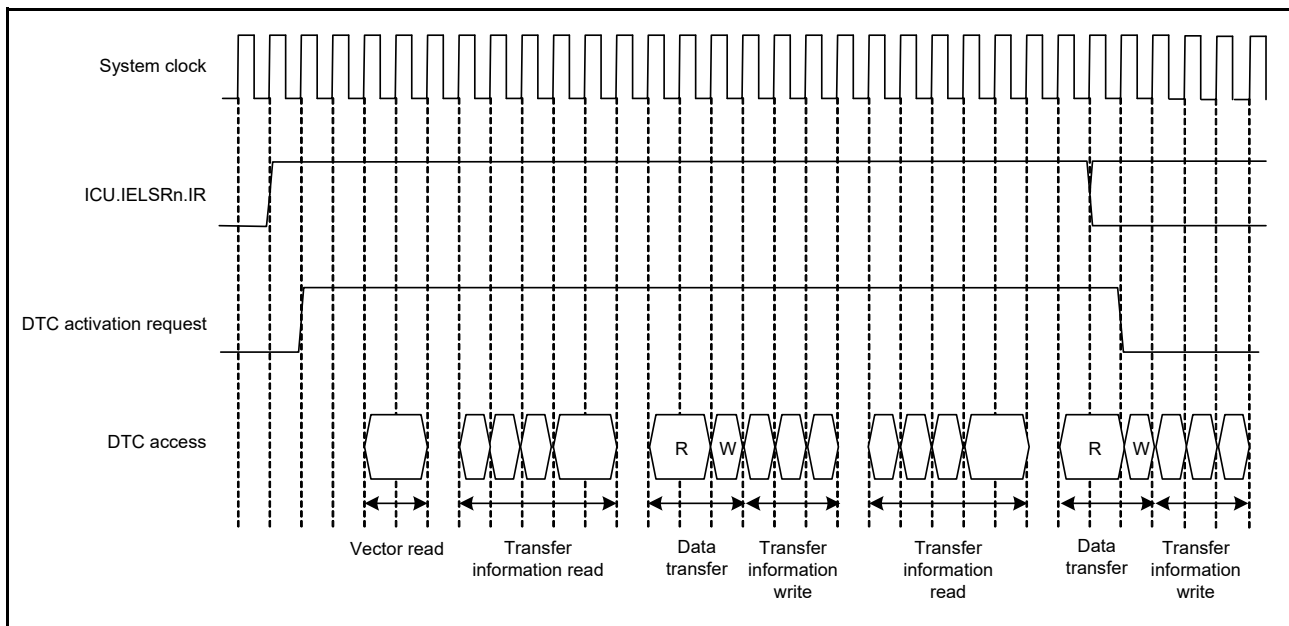 System clock
ICU.IELSRn.IR
DTC activation request
DTC access
R
W
R
W
Vector read
Transfer
information read
Data
transfer
Transfer
information
write
Transfer
information
read
Data
transfer
Transfer
information
write